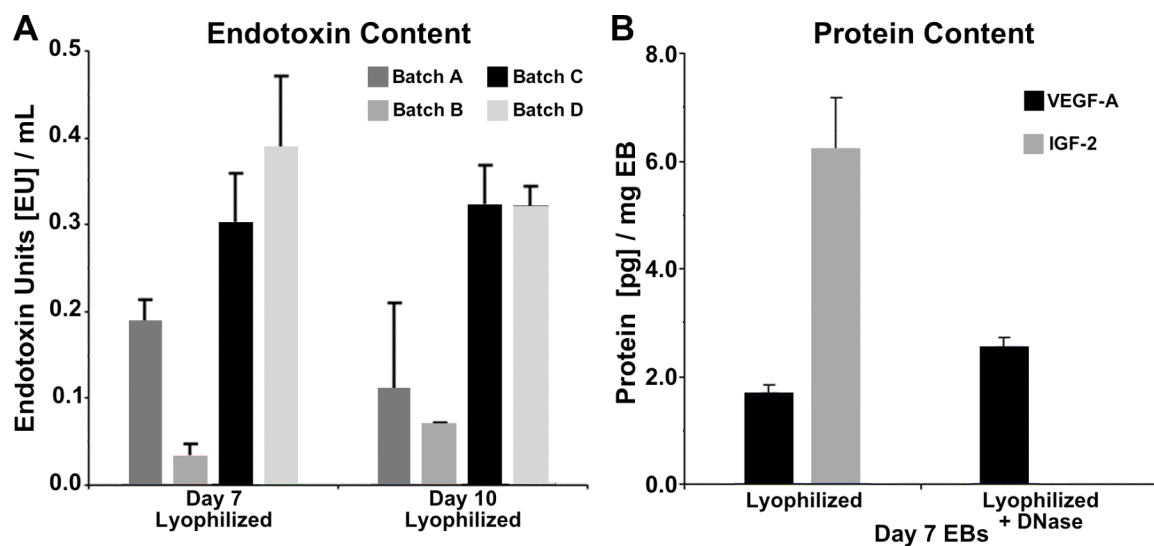 A
Endotoxin Content
Endotoxin Units [EU] / mL
0.5
0.4
0.3
0.2
0.1
0.0
Batch A
Batch C
Batch B
Batch D
Day 7
Lyophilized
Day 10
Lyophilized
B
Protein Content
Protein [pg] / mg EB
8.0
6.0
4.0
2.0
0.0
VEGF-A
IGF-2
Lyophilized
Lyophilized
+ DNase
Day 7 EBs